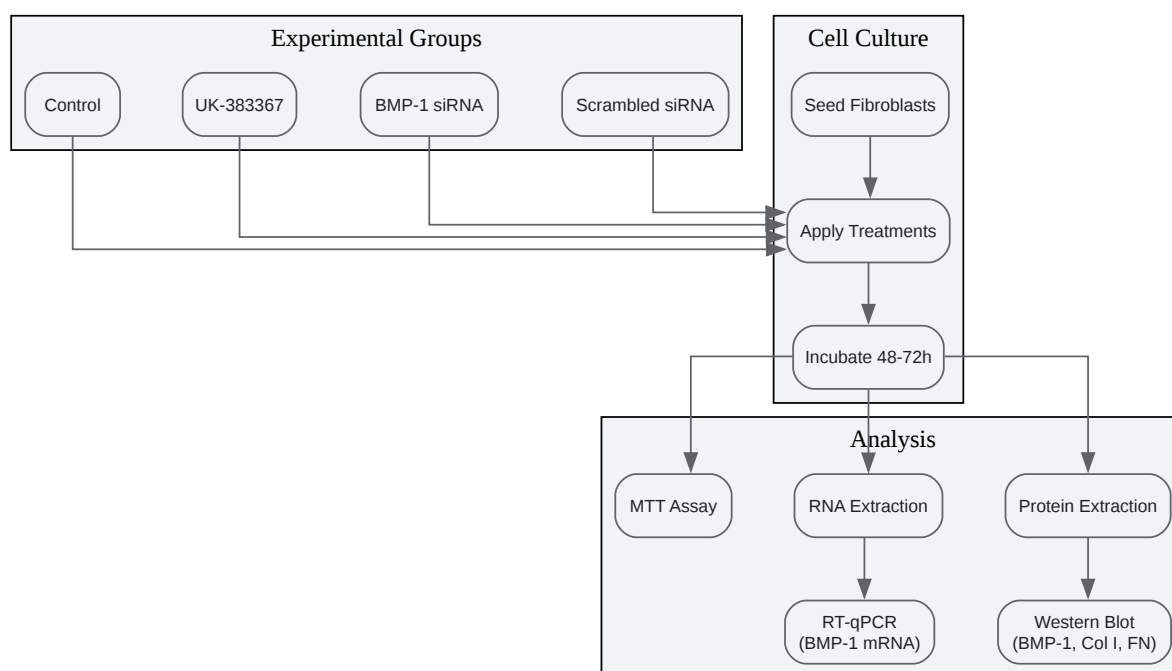 Experimental Groups
Control
UK-383367
BMP-1 siRNA
Scrambled siRNA
Cell Culture
Seed Fibroblasts
Apply Treatments
Incubate 48-72h
Analysis
MTT Assay
RNA Extraction
Protein Extraction
RT-qPCR
(BMP-1 mRNA)
Western Blot
(BMP-1, Col I, FN)